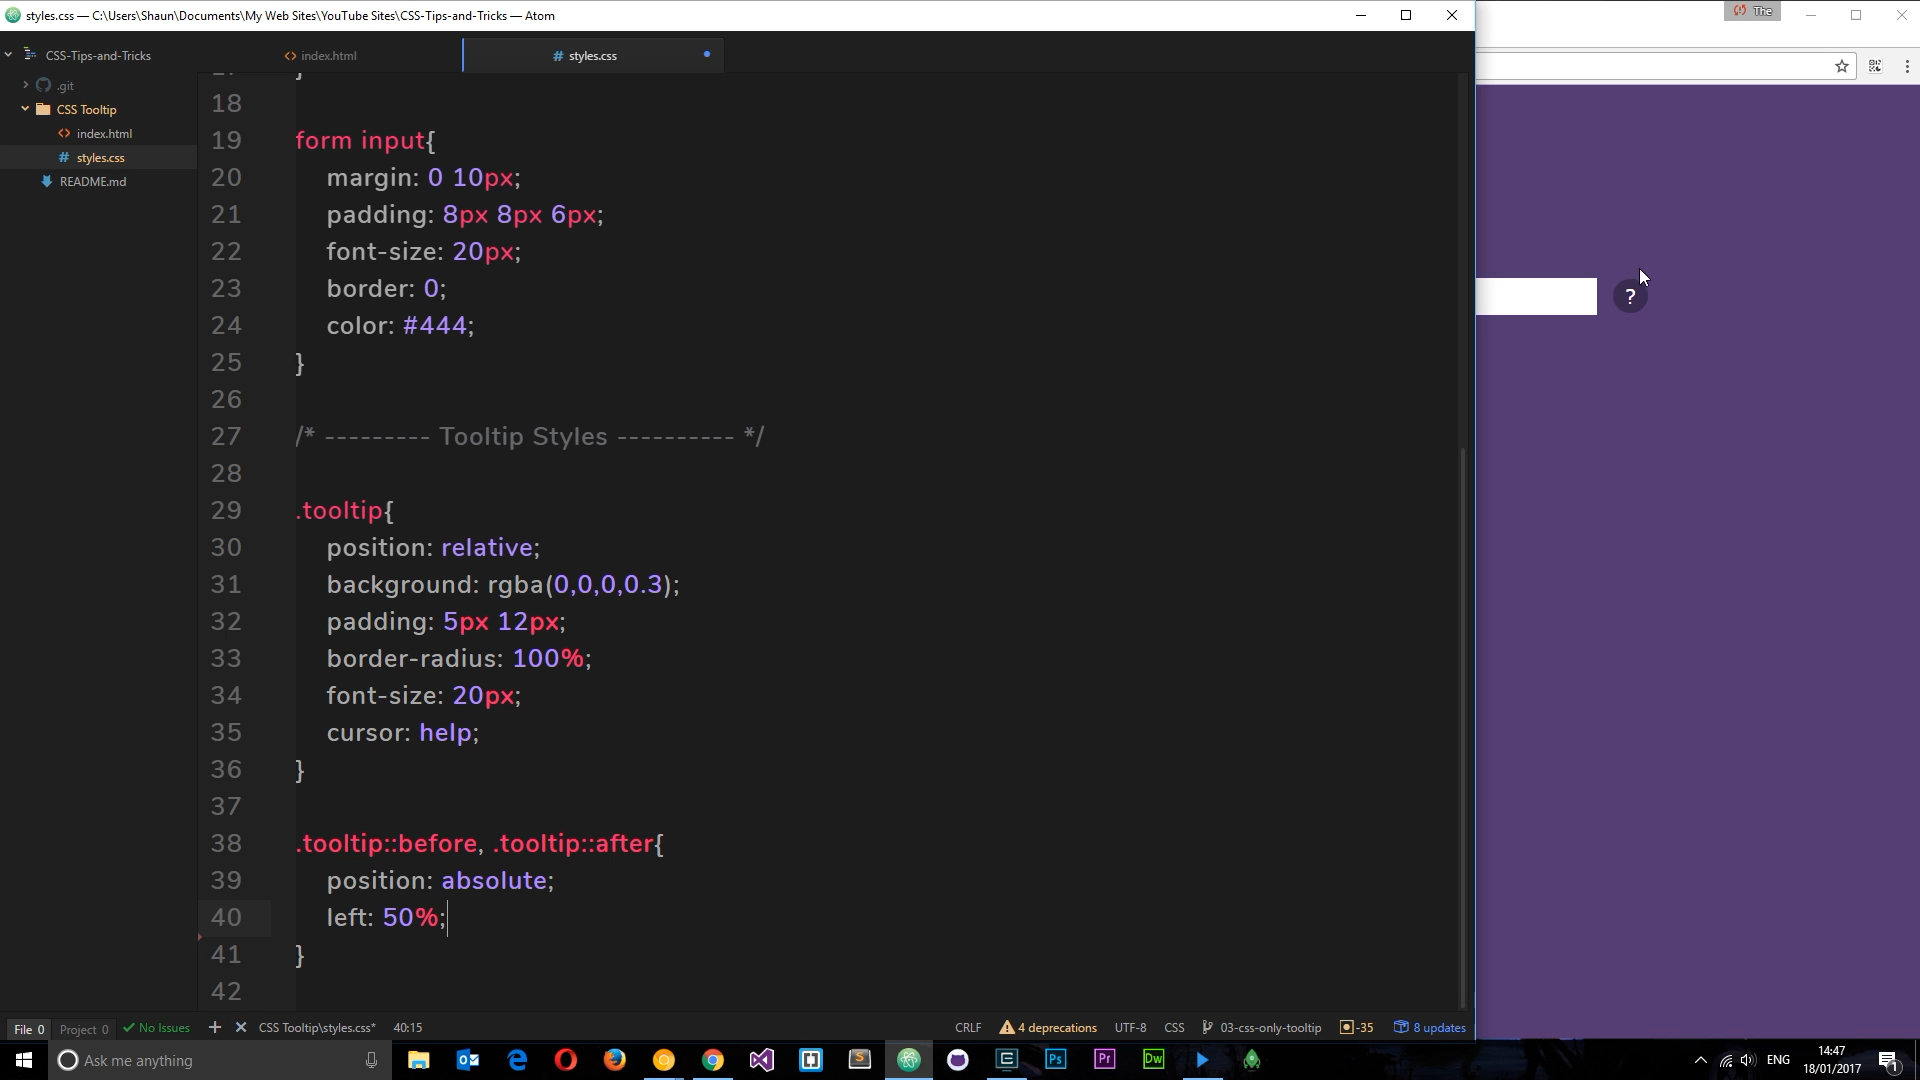 styles.css — C:\Users\Shaun\Documents\My Web Sites\YouTube Sites\CSS-Tips-and-Tricks — Atom
The
CSS-Tips-and-Tricks
<> index.html
# styles.css
.git
CSS Tooltip
<> index.html
# styles.css
README.md
}
18
19 form input{
20 margin: 0 10px;
21 padding: 8px 8px 6px;
22 font-size: 20px;
23 border: 0;
24 color: #444;
25 }
26
27 /* --------- Tooltip Styles ---------- */
28
29 .tooltip{
30 position: relative;
31 background: rgba(0,0,0,0.3);
32 padding: 5px 12px;
33 border-radius: 100%;
34 font-size: 20px;
35 cursor: help;
36 }
37
38 .tooltip::before, .tooltip::after{
39 position: absolute;
40 left: 50%;
41 }
42
?
File 0 Project 0 No Issues CSS Tooltip\styles.css* 40:15 CRLF 4 deprecations UTF-8 CSS 03-css-only-tooltip -35 8 updates
Ask me anything
Ps Pr Dw
ENG
14:47
18/01/2017
1